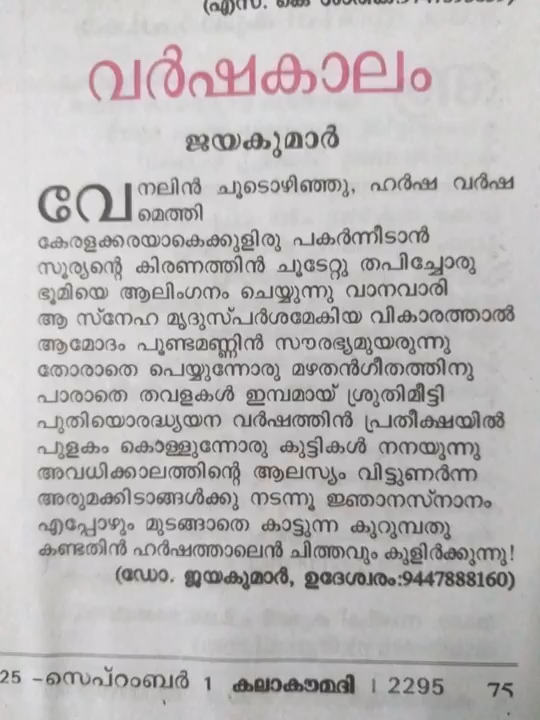 വർഷകാലം
ജയകുമാർ
വേനലിൻ ചൂടൊഴിഞ്ഞു, ഹർഷ വർഷ
മെത്തി
കേരളക്കരയാകെക്കുളിരു പകർന്നീടാൻ
സൂര്യന്റെ കിരണത്തിൻ ചൂടേറ്റു തപിച്ചോരു
ഭൂമിയെ ആലിംഗനം ചെയ്യുന്നു വാനവാരി
ആ സ്നേഹ മൃദുസ്പർശമേകിയ വികാരത്താൽ
ആമോദം പൂണ്ടമണ്ണിൻ സൗരഭ്യമുയരുന്നു
തോരാതെ പെയ്യുന്നോരു മഴതൻഗീതത്തിനു
പാരാതെ തവളകൾ ഇമ്പമായ് ശ്രുതിമീട്ടി
പുതിയൊരദ്ധ്യയന വർഷത്തിൻ പ്രതീക്ഷയിൽ
പുളകം കൊള്ളുന്നോരു കുട്ടികൾ നനയുന്നു
അവധിക്കാലത്തിന്റെ ആലസ്യം വിട്ടുണർന്ന
അരുമക്കിടാങ്ങൾക്കു നടന്നൂ ജ്ഞാനസ്നാനം
എപ്പോഴും മുടങ്ങാതെ കാട്ടുന്ന കുറുമ്പതു
കണ്ടതിൻ ഹർഷത്താലെൻ ചിത്തവും കുളിർക്കുന്നു!
(ഡോ. ജയകുമാർ, ഉദേശ്വരം:9447888160)
25 -സെപ്റംബർ 1 കലാകൗമദി | 2295 75